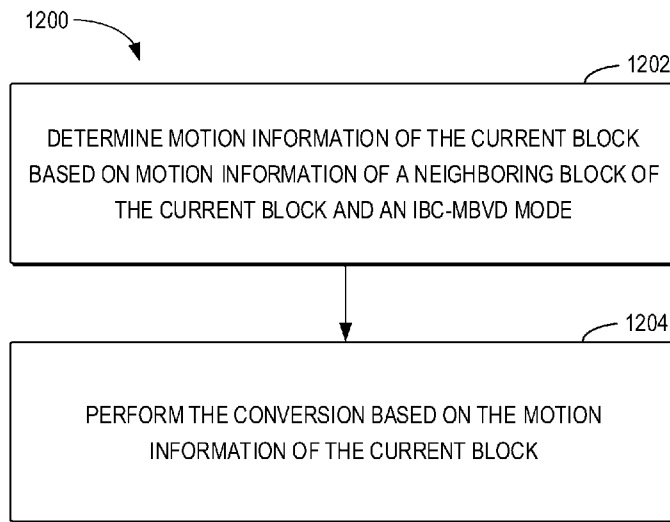 1200
1202
DETERMINE MOTION INFORMATION OF THE CURRENT BLOCK
BASED ON MOTION INFORMATION OF A NEIGHBORING BLOCK OF
THE CURRENT BLOCK AND AN IBC-MBVD MODE
1204
PERFORM THE CONVERSION BASED ON THE MOTION
INFORMATION OF THE CURRENT BLOCK